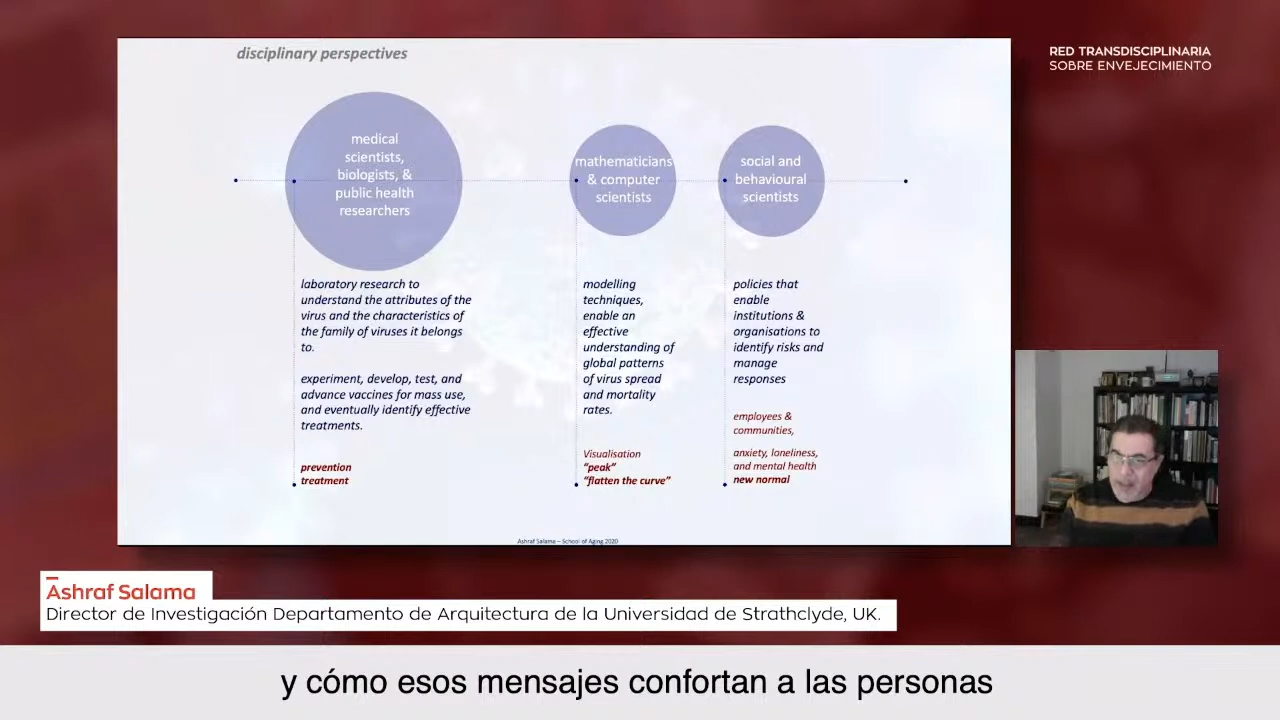 disciplinary perspectives
RED TRANSDISCIPLINARIA
SOBRE ENVEJECIMIENTO
medical
scientists,
biologists, &
public health
researchers
mathematicians
& computer
scientists
social and
behavioural
scientists
laboratory research to
understand the attributes of the
virus and the characteristics of
the family of viruses it belongs
to.
experiment, develop, test, and
advance vaccines for mass use,
and eventually identify effective
treatments.
prevention
treatment
modelling
techniques,
enable an
effective
understanding of
global patterns
of virus spread
and mortality
rates.
Visualisation
“peak”
“flatten the curve”
policies that
enable
institutions &
organisations to
identify risks and
manage
responses
employees &
communities,
anxiety, loneliness,
and mental health
new normal
Ashraf Salama – School of Aging 2020
Ashraf Salama
Director de Investigación Departamento de Arquitectura de la Universidad de Strathclyde, UK.
y cómo esos mensajes confortan a las personas